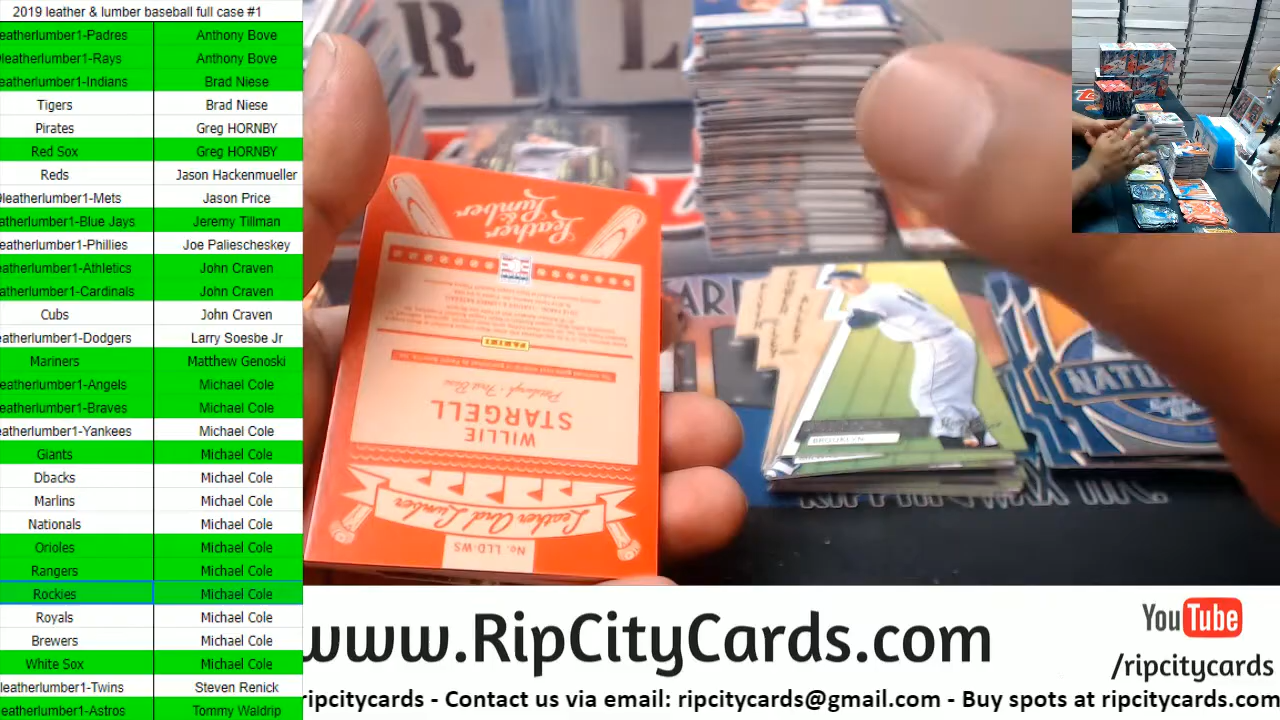 2019 leather & lumber baseball full case #1
eatherlumber1-Padres Anthony Bove
leatherlumber1-Rays Anthony Bove
eatherlumber1-Indians Brad Niese
Tigers Brad Niese
Pirates Greg HORNBY
Red Sox Greg HORNBY
Reds Jason Hackenmueller
leatherlumber1-Mets Jason Price
atherlumber1-Blue Jays Jeremy Tillman
eatherlumber1-Phillies Joe Paliescheskey
eatherlumber1-Athletics John Craven
eatherlumber1-Cardinals John Craven
Cubs John Craven
eatherlumber1-Dodgers Larry Soesbe Jr
Mariners Matthew Genoski
eatherlumber1-Angels Michael Cole
eatherlumber1-Braves Michael Cole
eatherlumber1-Yankees Michael Cole
Giants Michael Cole
Dbacks Michael Cole
Marlins Michael Cole
Nationals Michael Cole
Orioles Michael Cole
Rangers Michael Cole
Rockies Michael Cole
Royals Michael Cole
Brewers Michael Cole
White Sox Michael Cole
leatherlumber1-Twins Steven Renick
eatherlumber1-Astros Tommy Waldrip
R L
Leather & Lumber
PANINI
Pittsburgh - First Base
WILLIE
STARGELL
Leather And Lumber
No. LLD-WS
BROOKLYN
NATU
www.RipCityCards.com
YouTube
/ripcitycards
ripcitycards - Contact us via email: ripcitycards@gmail.com - Buy spots at ripcitycards.com